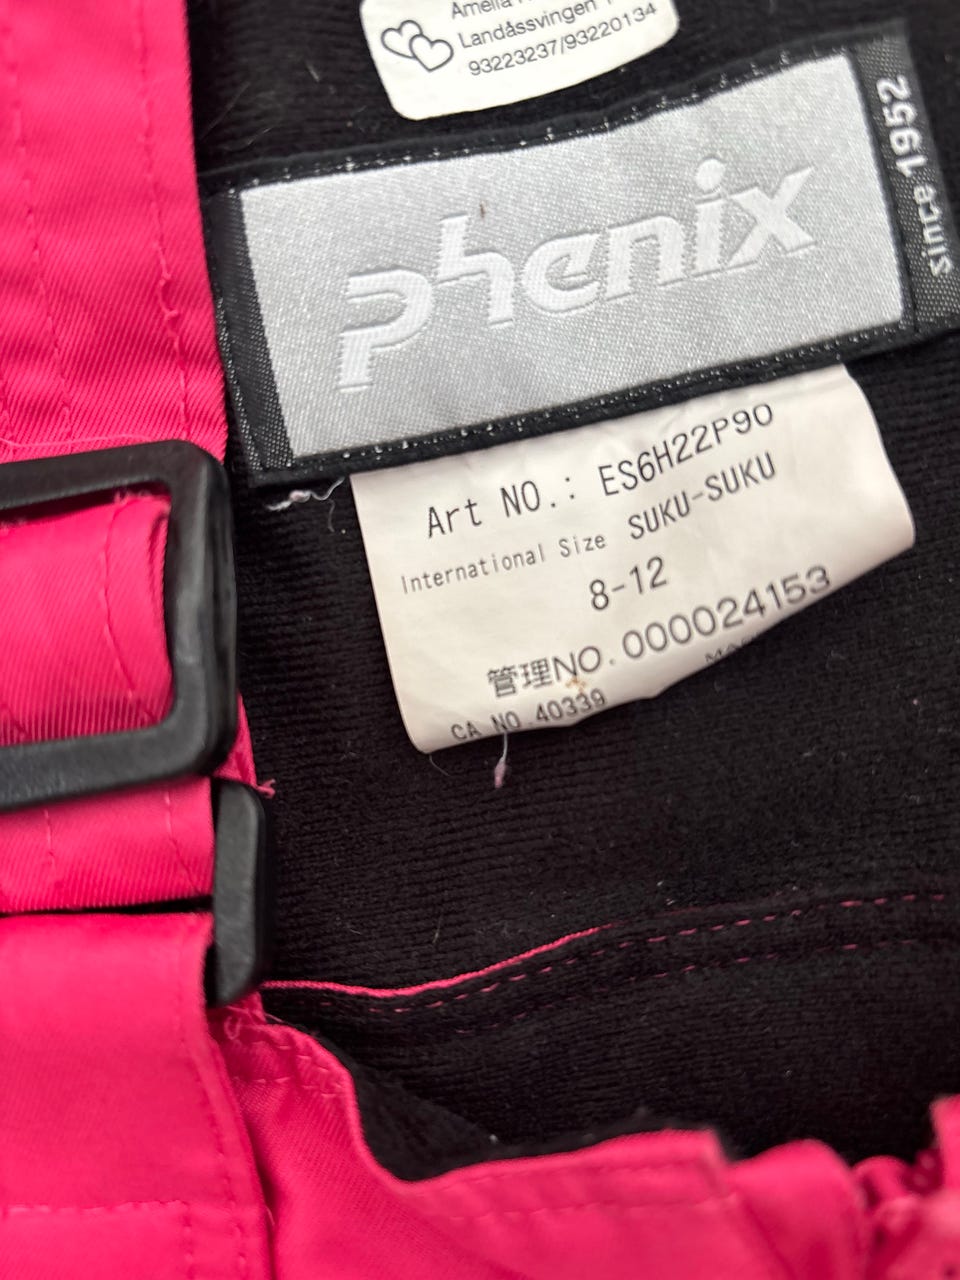 Amelia
Landåssvingen
93223237/93220134
phenix
since 1952
Art NO.: ES6H22P90
International Size SUKU-SUKU
8-12
管理NO. 000024153
CA NO.40339